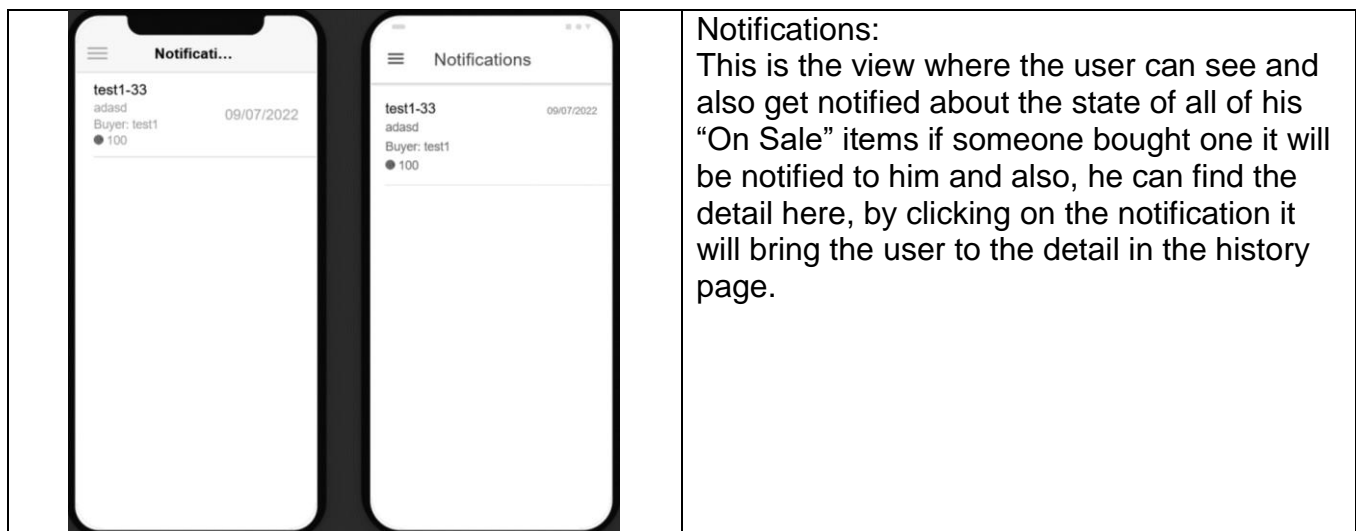 Notificati...
test1-33
adasd
Buyer: test1
100
09/07/2022
Notifications
test1-33
adasd
Buyer: test1
100
09/07/2022
Notifications:
This is the view where the user can see and
also get notified about the state of all of his
“On Sale” items if someone bought one it will
be notified to him and also, he can find the
detail here, by clicking on the notification it
will bring the user to the detail in the history
page.